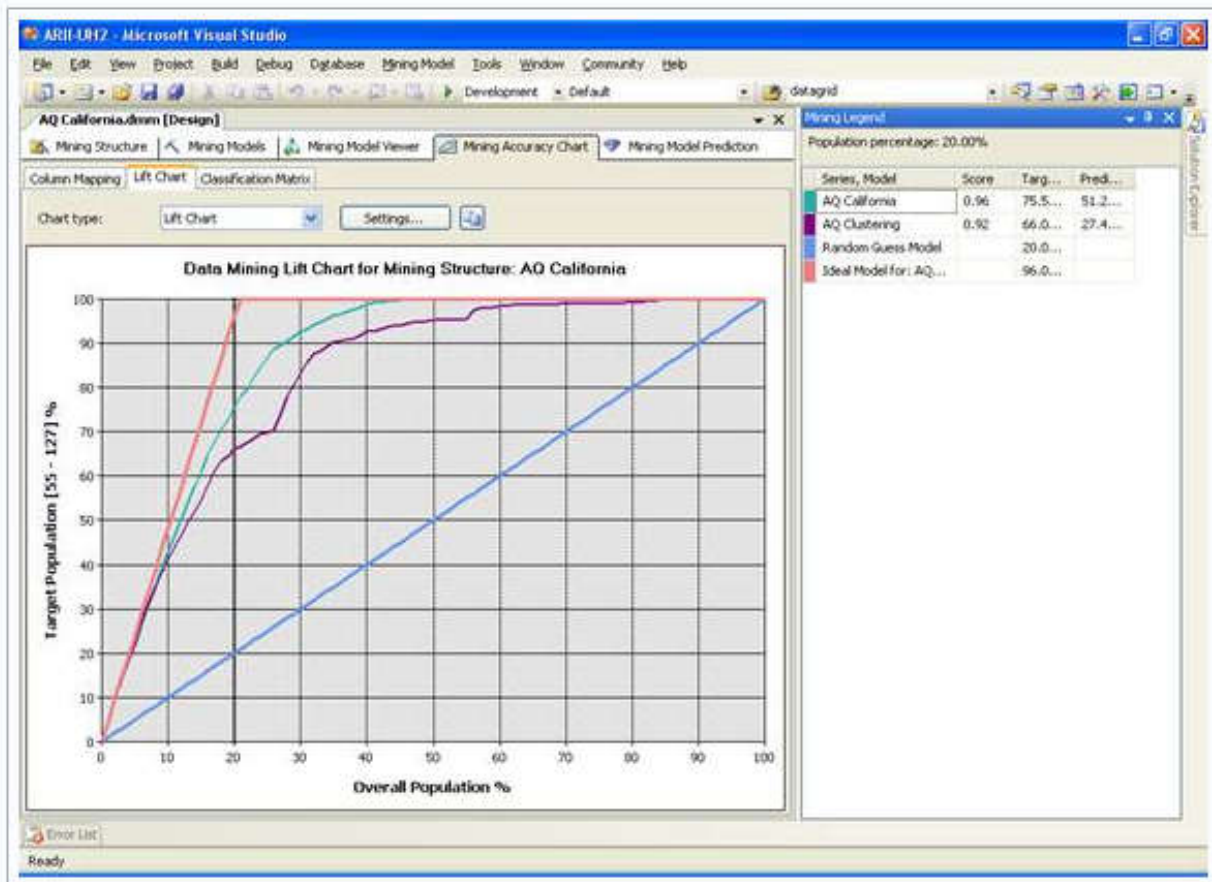 ARII-UH2 - Microsoft Visual Studio
File Edit View Project Build Debug Database Mining Model Tools Window Community Help
Development Default datagrid
AQ California.dmm [Design]
Mining Structure Mining Models Mining Model Viewer Mining Accuracy Chart Mining Model Prediction
Column Mapping Lift Chart Classification Matrix
Chart type: Lift Chart Settings...
Data Mining Lift Chart for Mining Structure: AQ California
100
90
80
70
60
50
40
30
20
10
0
Target Population [55 - 127] %
0 10 20 30 40 50 60 70 80 90 100
Overall Population %
Mining Legend
Population percentage: 20.00%
Series, Model Score Targ... Predi...
AQ California 0.96 75.5... 51.2...
AQ Clustering 0.92 66.0... 27.4...
Random Guess Model 20.0...
Ideal Model for: AQ... 96.0...
Solution Explorer
Error List
Ready